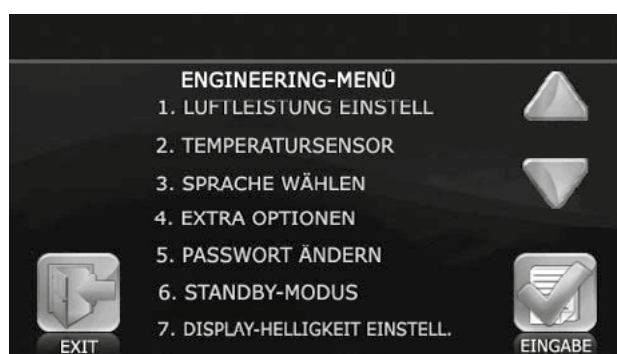 ENGINEERING-MENÜ
1. LUFTLEISTUNG EINSTELL
2. TEMPERATURSENSOR
3. SPRACHE WÄHLEN
4. EXTRA OPTIONEN
5. PASSWORT ÄNDERN
6. STANDBY-MODUS
7. DISPLAY-HELLIGKEIT EINSTELL.
EXIT
EINGABE